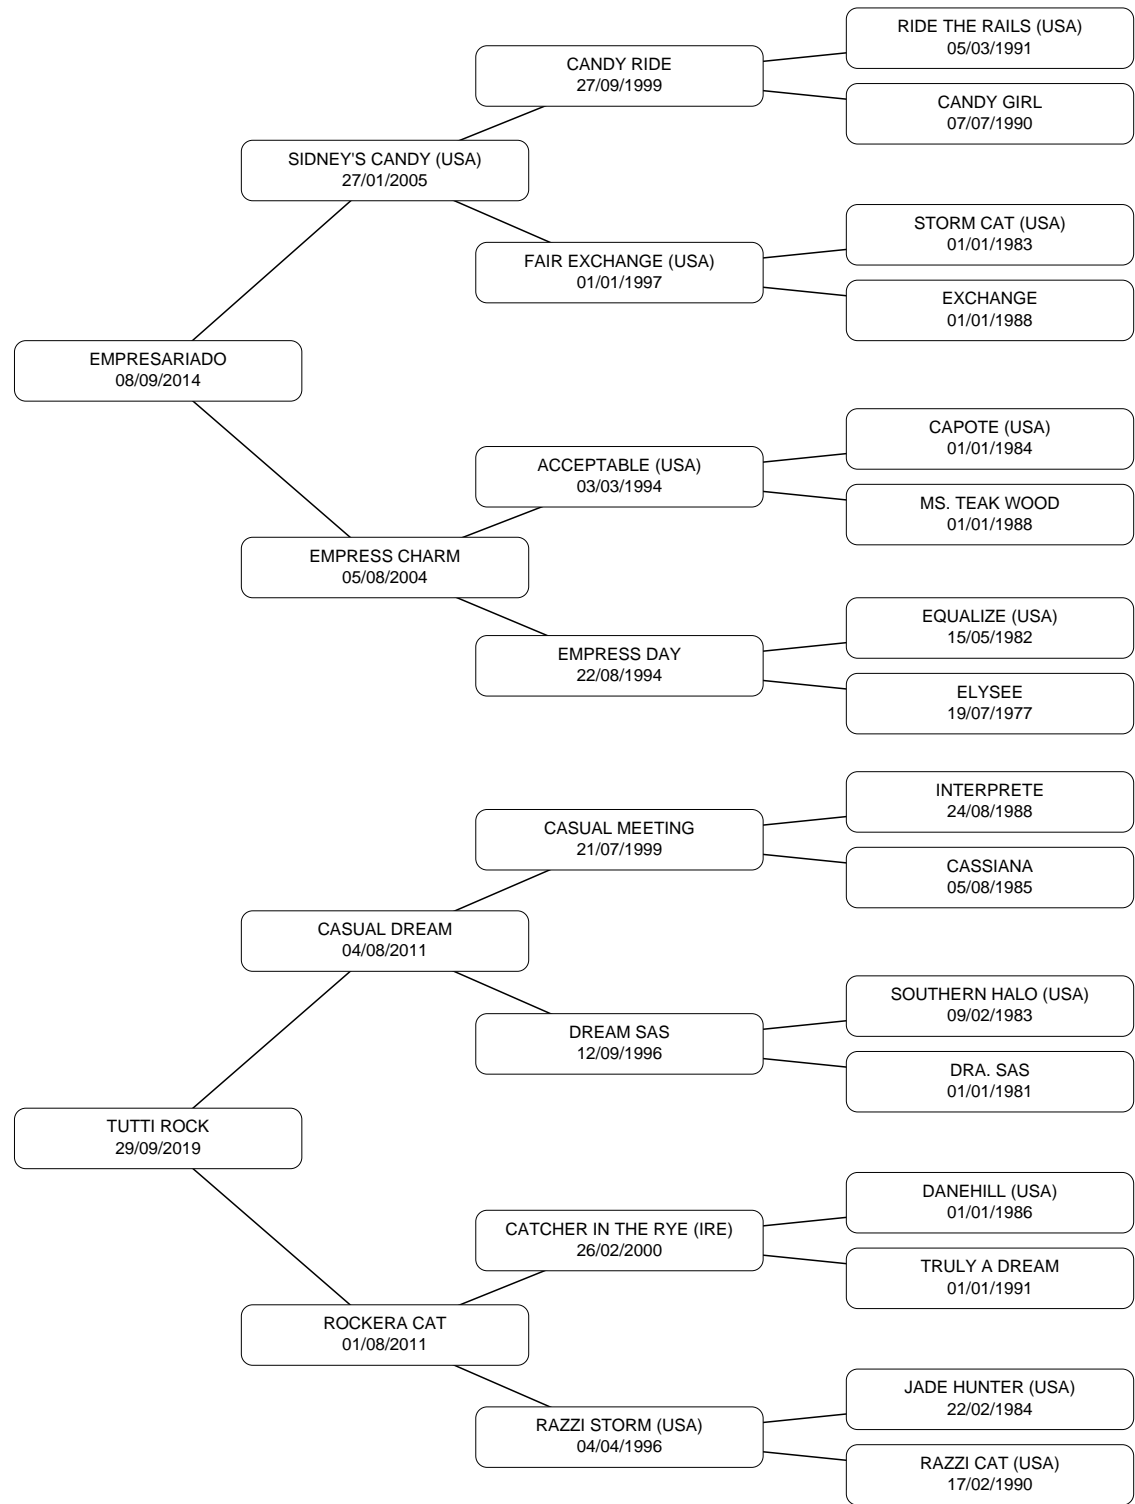 RIDE THE RAILS (USA)
05/03/1991
CANDY RIDE
27/09/1999
CANDY GIRL
07/07/1990
SIDNEY'S CANDY (USA)
27/01/2005
STORM CAT (USA)
01/01/1983
FAIR EXCHANGE (USA)
01/01/1997
EXCHANGE
01/01/1988
EMPRESARIADO
08/09/2014
CAPOTE (USA)
01/01/1984
ACCEPTABLE (USA)
03/03/1994
MS. TEAK WOOD
01/01/1988
EMPRESS CHARM
05/08/2004
EQUALIZE (USA)
15/05/1982
EMPRESS DAY
22/08/1994
ELYSEE
19/07/1977
INTERPRETE
24/08/1988
CASUAL MEETING
21/07/1999
CASSIANA
05/08/1985
CASUAL DREAM
04/08/2011
SOUTHERN HALO (USA)
09/02/1983
DREAM SAS
12/09/1996
DRA. SAS
01/01/1981
TUTTI ROCK
29/09/2019
DANEHILL (USA)
01/01/1986
CATCHER IN THE RYE (IRE)
26/02/2000
TRULY A DREAM
01/01/1991
ROCKERA CAT
01/08/2011
JADE HUNTER (USA)
22/02/1984
RAZZI STORM (USA)
04/04/1996
RAZZI CAT (USA)
17/02/1990